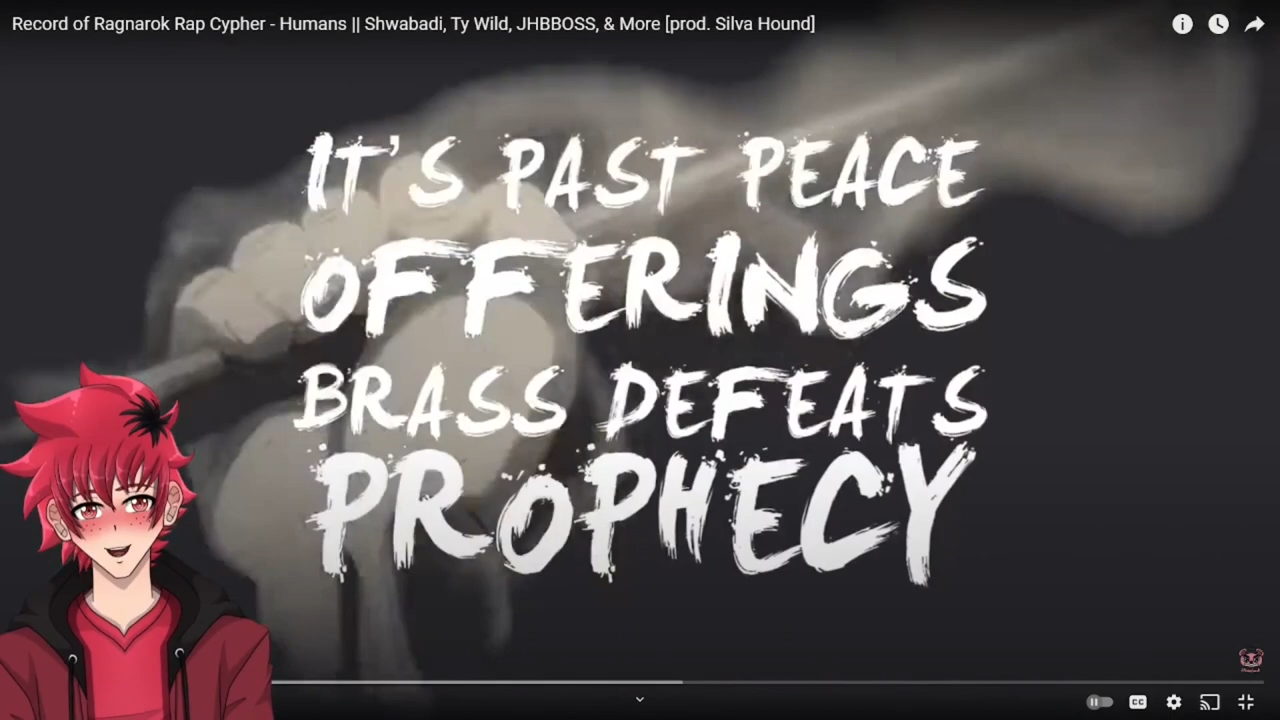 Record of Ragnarok Rap Cypher - Humans || Shwabadi, Ty Wild, JHBBOSS, & More [prod. Silva Hound]
IT'S PAST PEACE
OFFERINGS
BRASS DEFEATS
PROPHECY
CC